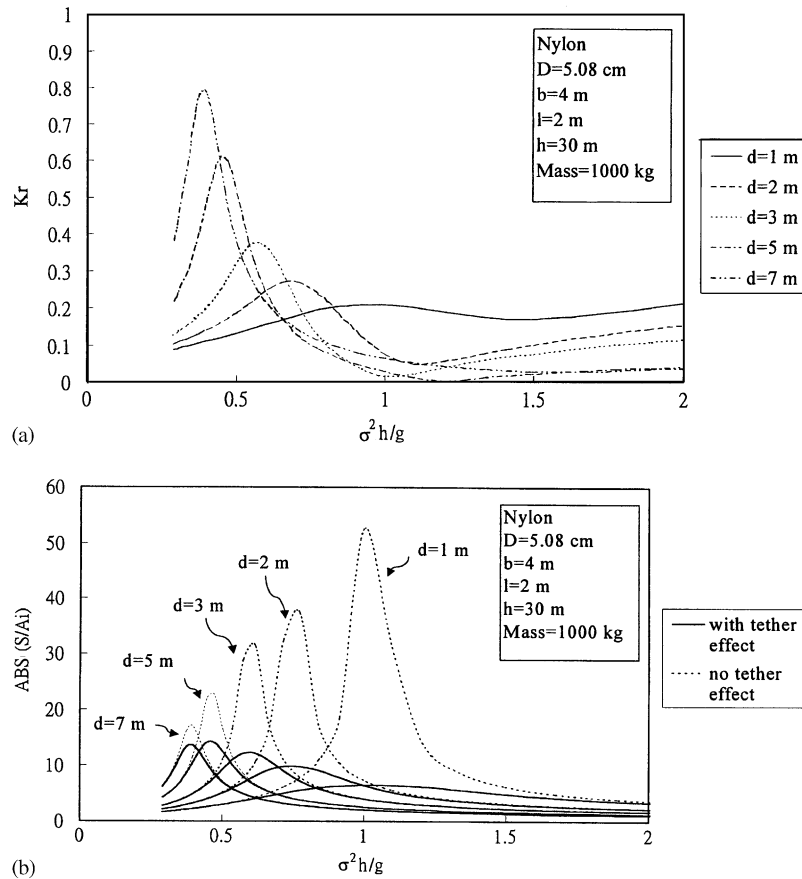 1
0.9
0.8
0.7
0.6
0.5
0.4
0.3
0.2
0.1
0
Kr
0.5
1
1.5
2
σ²h/g
Nylon
D=5.08 cm
b=4 m
l=2 m
h=30 m
Mass=1000 kg
d=1 m
d=2 m
d=3 m
d=5 m
d=7 m
(a)
60
50
40
30
20
10
0
ABS (S/Ai)
0
0.5
1
1.5
2
σ²h/g
d=1 m
d=2 m
d=3 m
d=5 m
d=7 m
Nylon
D=5.08 cm
b=4 m
l=2 m
h=30 m
Mass=1000 kg
with tether
effect
no tether
effect
(b)